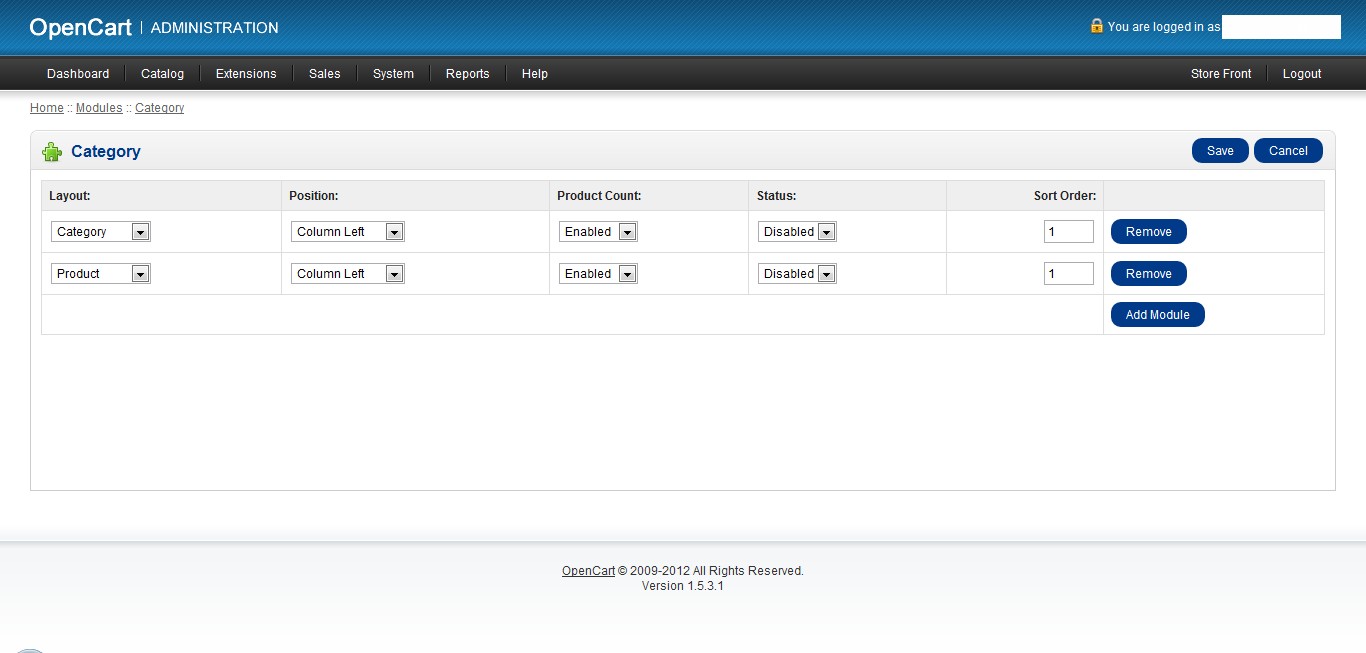 OpenCart | ADMINISTRATION
You are logged in as
Dashboard Catalog Extensions Sales System Reports Help Store Front Logout
Home :: Modules :: Category
Category Save Cancel
Layout: Position: Product Count: Status: Sort Order:
Category Column Left Enabled Disabled 1 Remove
Product Column Left Enabled Disabled 1 Remove
Add Module
OpenCart © 2009-2012 All Rights Reserved.
Version 1.5.3.1